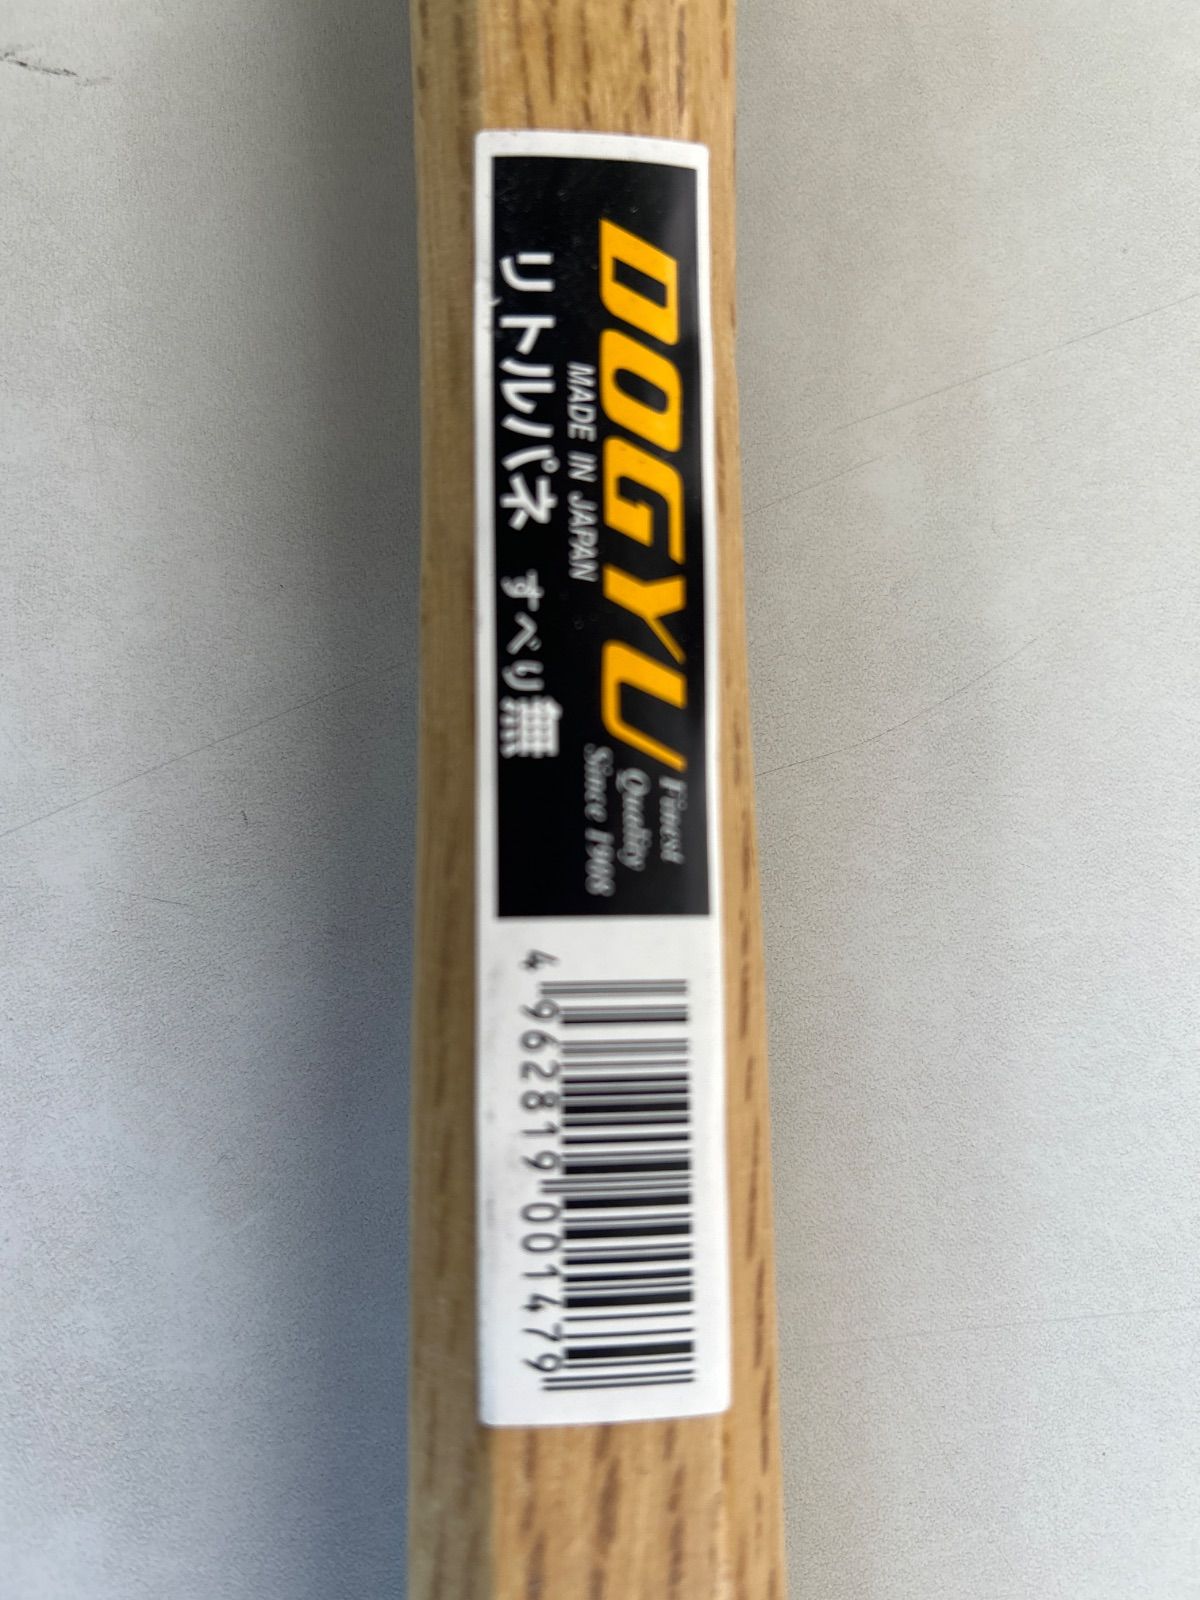 DOGYU
Finest
Quality
Since 1908
MADE IN JAPAN
リトルパネ すべり無
4 962819 001479